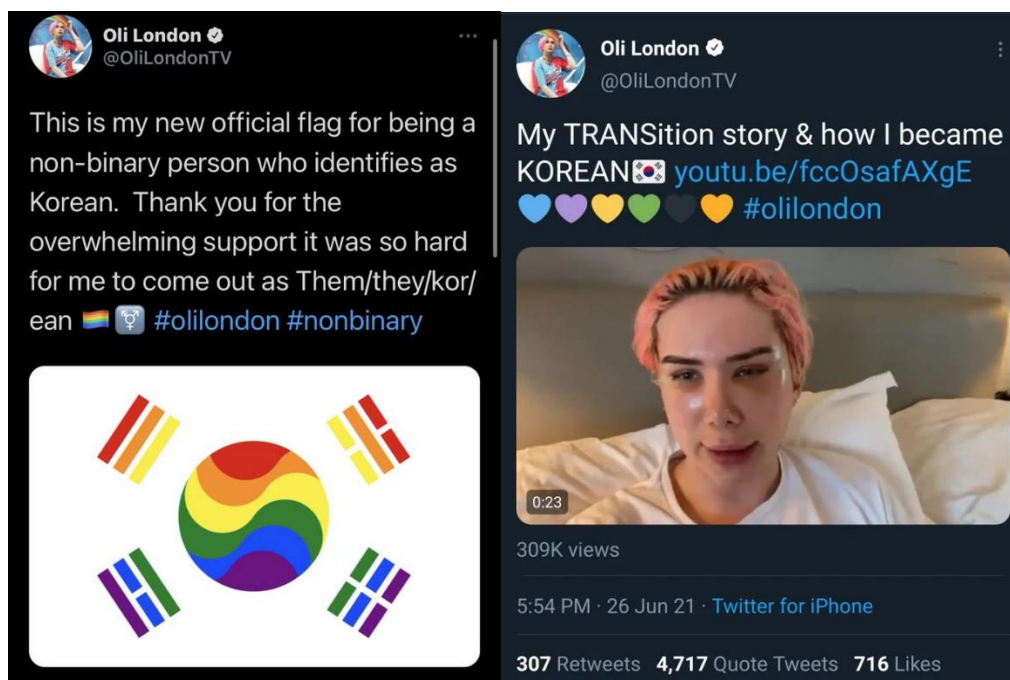 Oli London
@OliLondonTV
This is my new official flag for being a
non-binary person who identifies as
Korean.  Thank you for the
overwhelming support it was so hard
for me to come out as Them/they/kor/
ean 🏳️‍🌈⚧️ #olilondon #nonbinary
Oli London
@OliLondonTV
My TRANSition story & how I became
KOREAN🇰🇷 youtu.be/fccOsafAXgE
💙💜💛💚🖤🧡 #olilondon
0:23
309K views
5:54 PM · 26 Jun 21 · Twitter for iPhone
307 Retweets  4,717 Quote Tweets  716 Likes